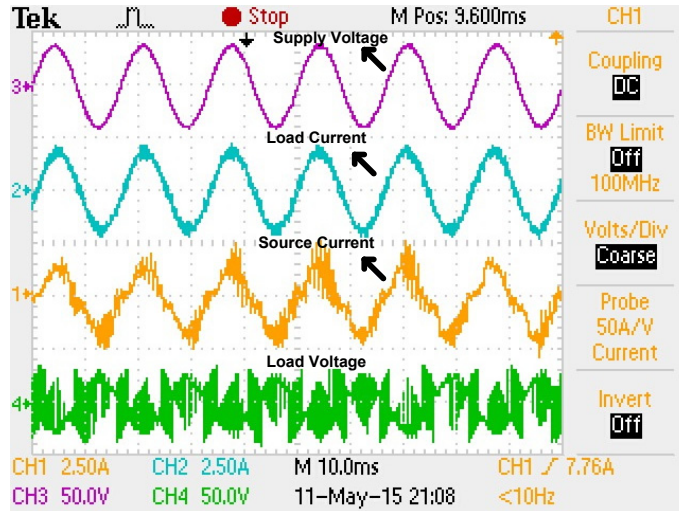 Tek Stop M Pos: 9.600ms CH1
Supply Voltage
Coupling
DC
3
Load Current
BW Limit
Off
100MHz
2
Volts/Div
Coarse
Source Current
1
Probe
50A/V
Current
Load Voltage
4
Invert
Off
CH1 2.50A CH2 2.50A M 10.0ms CH1 / 7.76A
CH3 50.0V CH4 50.0V 11-May-15 21:08 <10Hz